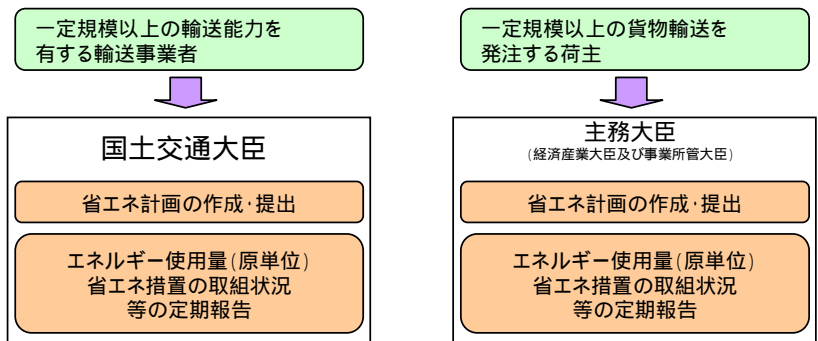 一定規模以上の輸送能力を
有する輸送事業者
国土交通大臣
省エネ計画の作成・提出
エネルギー使用量(原単位)
省エネ措置の取組状況
等の定期報告
一定規模以上の貨物輸送を
発注する荷主
主務大臣
(経済産業大臣及び事業所管大臣)
省エネ計画の作成・提出
エネルギー使用量(原単位)
省エネ措置の取組状況
等の定期報告